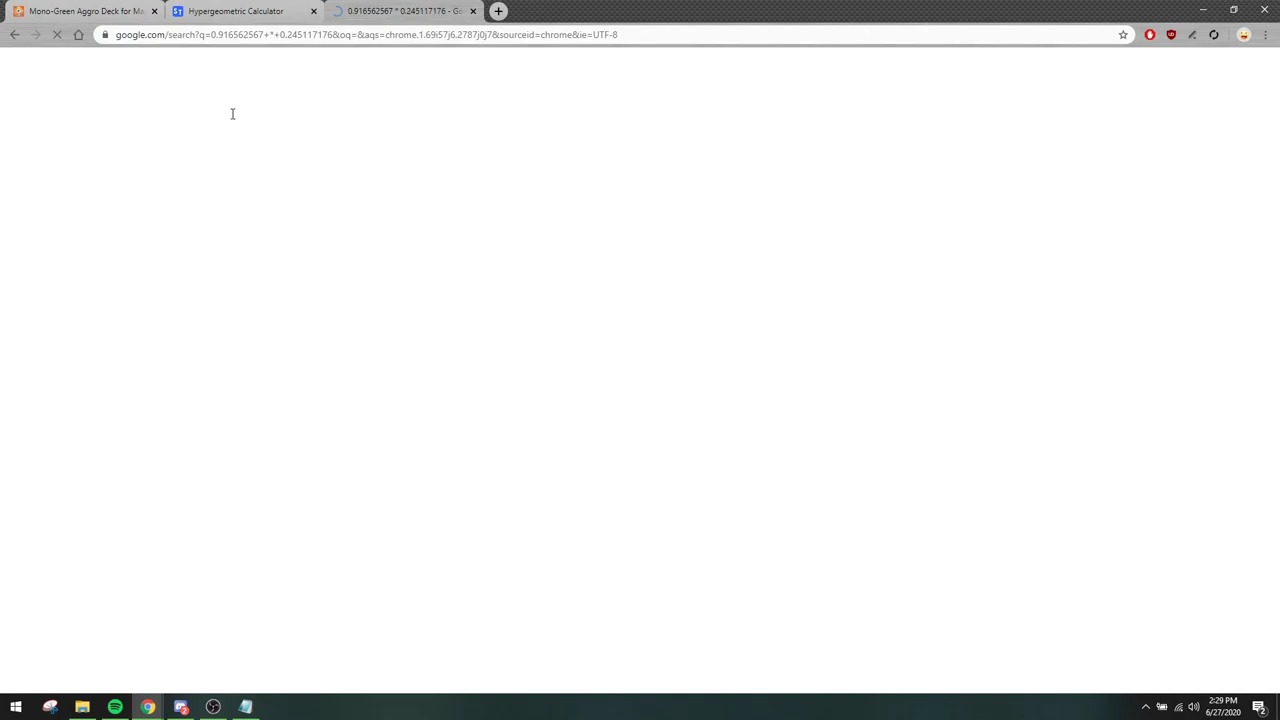 Mono-Green Aggro Deck for Ma
Hypergeometric Calculator
0.916562567 * 0.245117176 - Go
google.com/search?q=0.916562567+*+0.245117176&oq=&aqs=chrome.1.69i57j6.2787j0j7&sourceid=chrome&ie=UTF-8
2:29 PM
6/27/2020